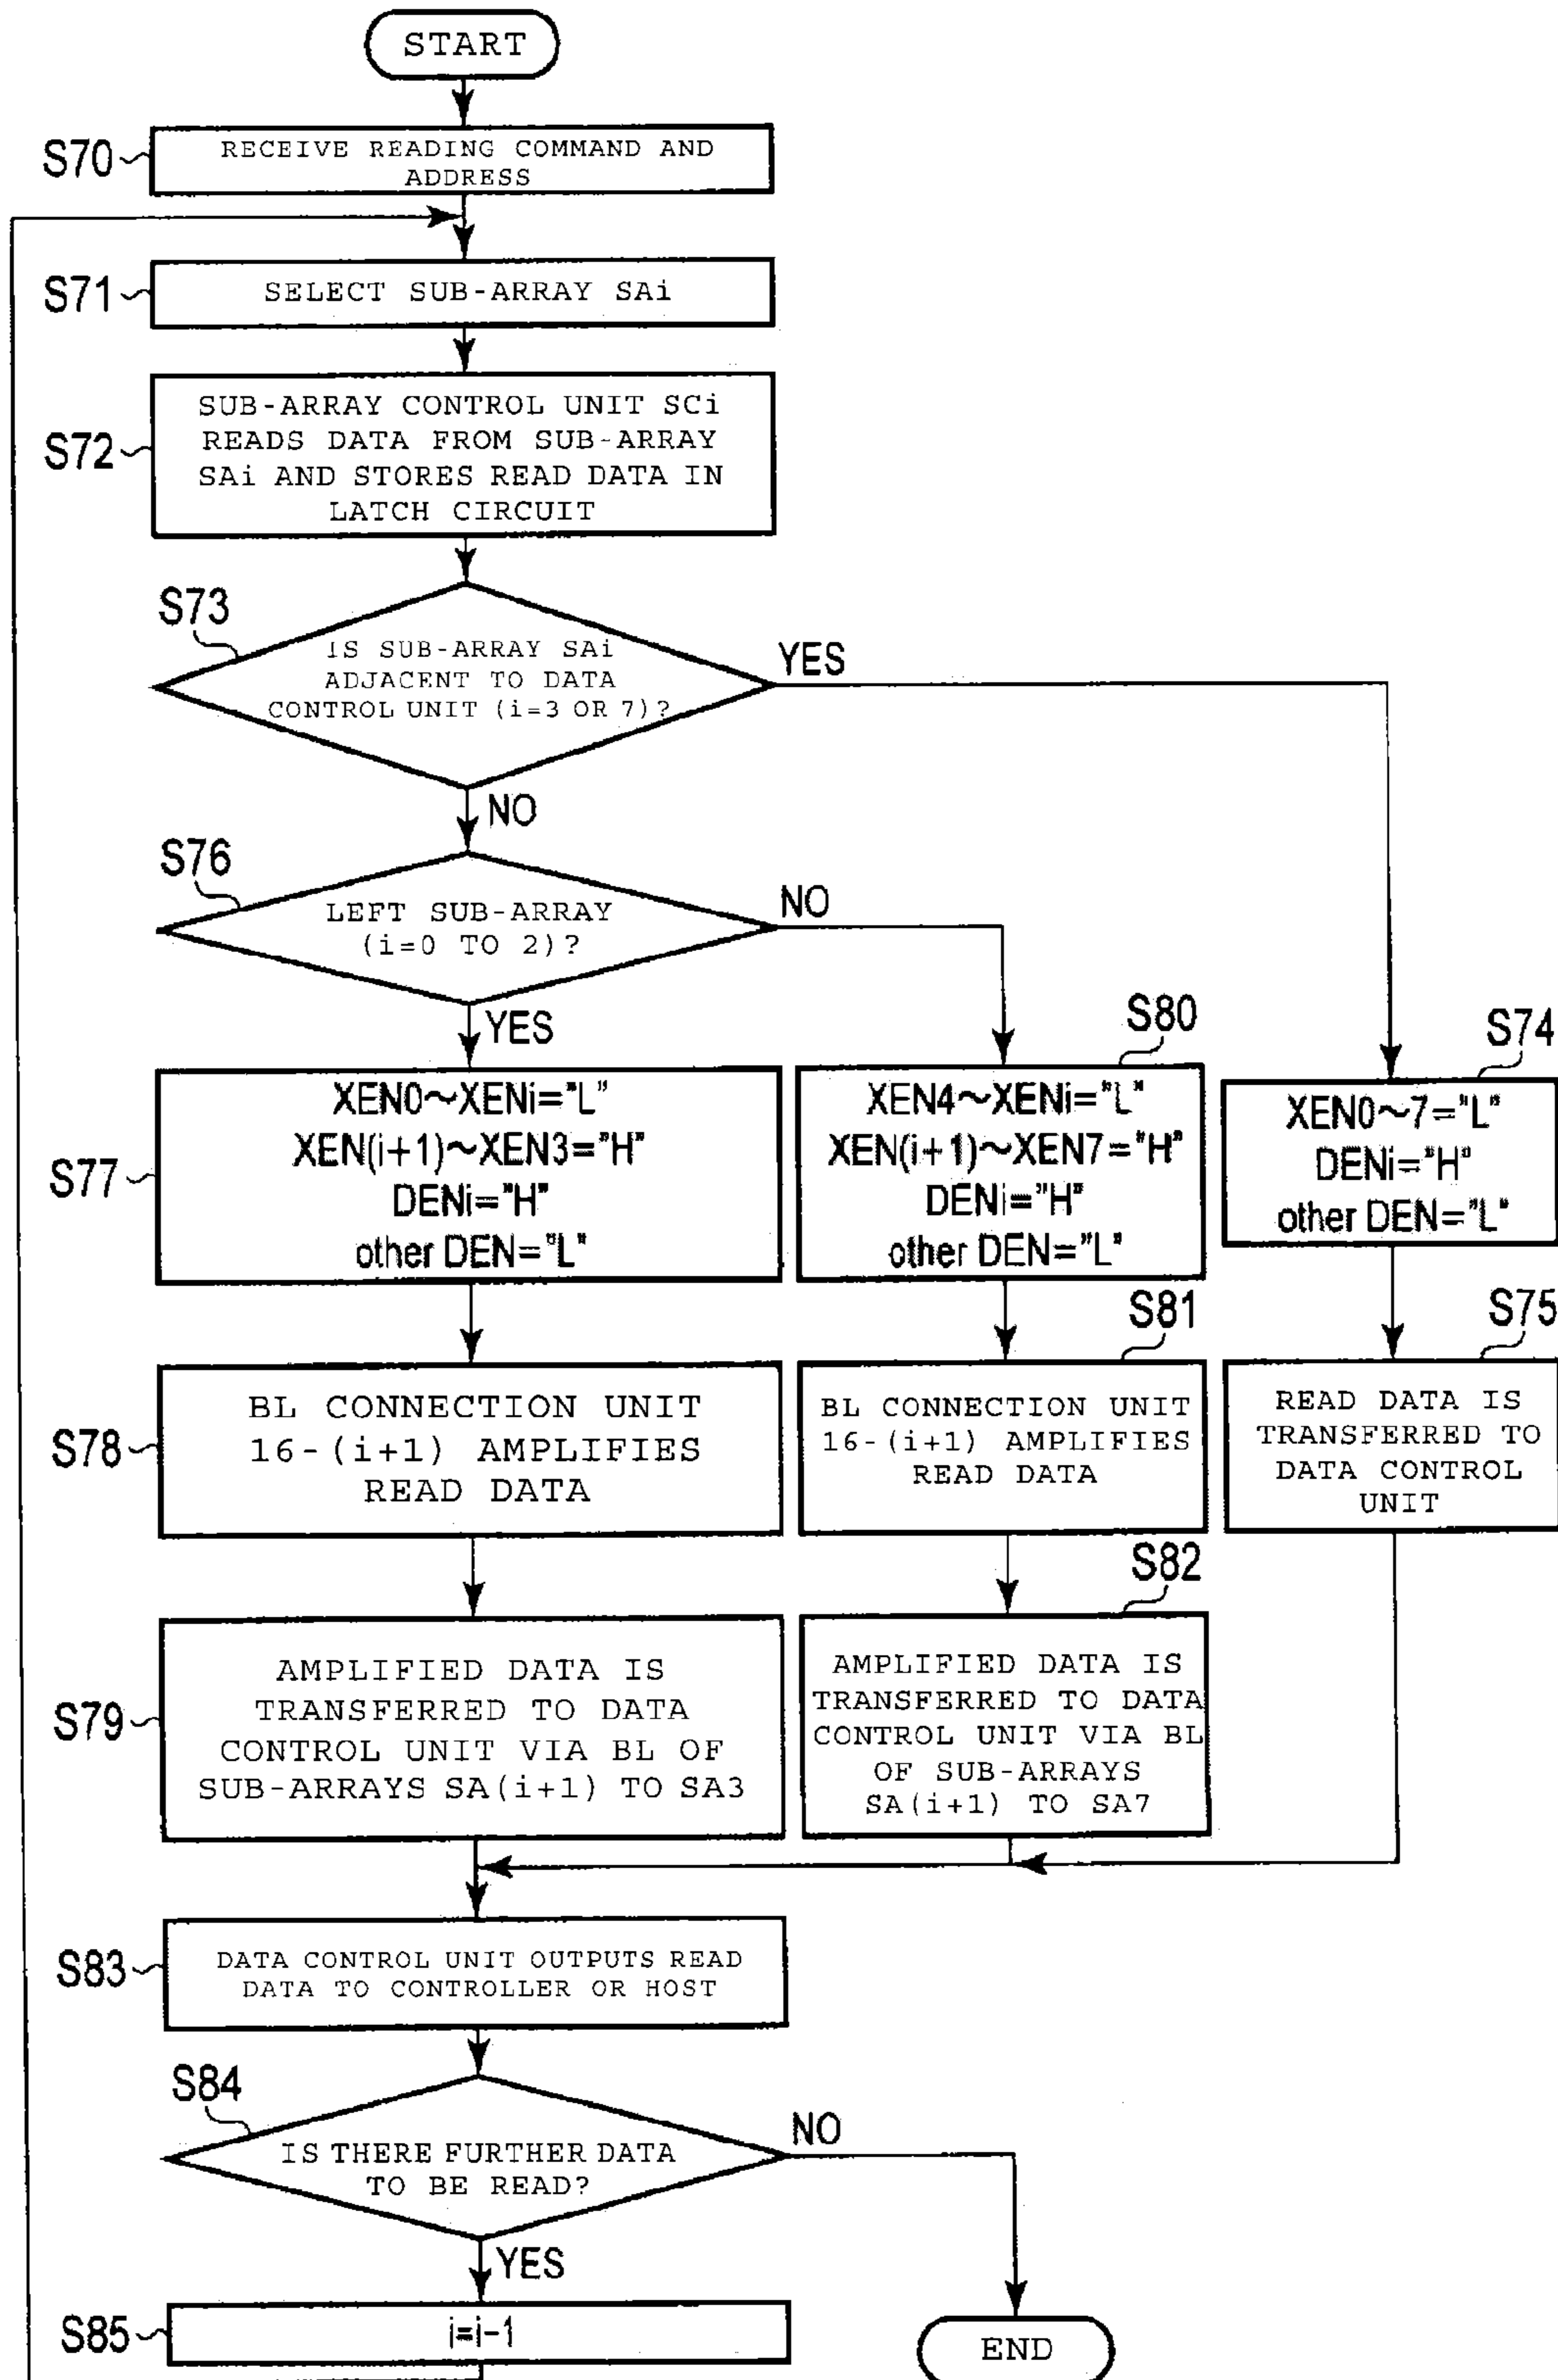 START
S70
RECEIVE READING COMMAND AND
ADDRESS
S71
SELECT SUB-ARRAY SAi
S72
SUB-ARRAY CONTROL UNIT SCi
READS DATA FROM SUB-ARRAY
SAi AND STORES READ DATA IN
LATCH CIRCUIT
S73
IS SUB-ARRAY SAi
ADJACENT TO DATA
CONTROL UNIT (i=3 OR 7)?
YES
NO
S76
LEFT SUB-ARRAY
(i=0 TO 2)?
NO
YES
S77
XEN0~XENi="L"
XEN(i+1)~XEN3="H"
DENi="H"
other DEN="L"
S80
XEN4~XENi="L"
XEN(i+1)~XEN7="H"
DENi="H"
other DEN="L"
S74
XEN0~7="L"
DENi="H"
other DEN="L"
S78
BL CONNECTION UNIT
16-(i+1) AMPLIFIES
READ DATA
S81
BL CONNECTION UNIT
16-(i+1) AMPLIFIES
READ DATA
S75
READ DATA IS
TRANSFERRED TO
DATA CONTROL
UNIT
S79
AMPLIFIED DATA IS
TRANSFERRED TO DATA
CONTROL UNIT VIA BL OF
SUB-ARRAYS SA(i+1) TO SA3
S82
AMPLIFIED DATA IS
TRANSFERRED TO DATA
CONTROL UNIT VIA BL
OF SUB-ARRAYS
SA(i+1) TO SA7
S83
DATA CONTROL UNIT OUTPUTS READ
DATA TO CONTROLLER OR HOST
S84
IS THERE FURTHER DATA
TO BE READ?
NO
YES
S85
i=i-1
END